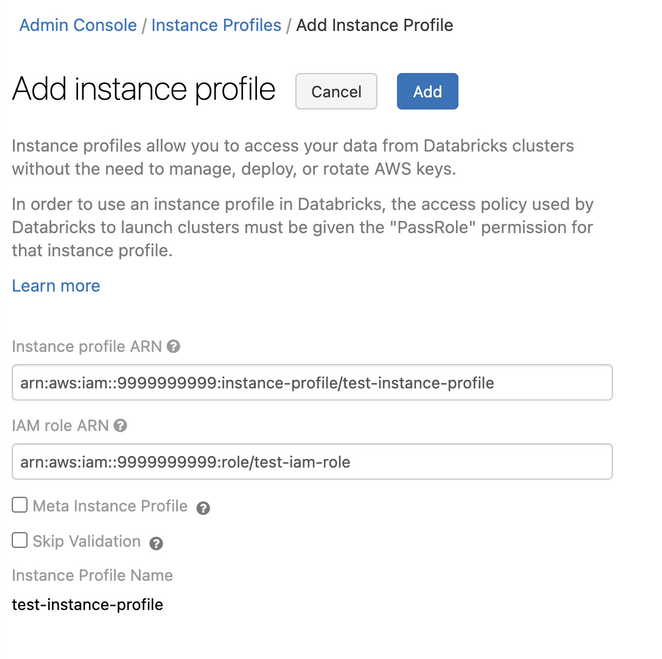 Admin Console / Instance Profiles / Add Instance Profile
Add instance profile Cancel Add
Instance profiles allow you to access your data from Databricks clusters
without the need to manage, deploy, or rotate AWS keys.
In order to use an instance profile in Databricks, the access policy used by
Databricks to launch clusters must be given the "PassRole" permission for
that instance profile.
Learn more
Instance profile ARN ?
arn:aws:iam::9999999999:instance-profile/test-instance-profile
IAM role ARN ?
arn:aws:iam::9999999999:role/test-iam-role
Meta Instance Profile ?
Skip Validation ?
Instance Profile Name
test-instance-profile